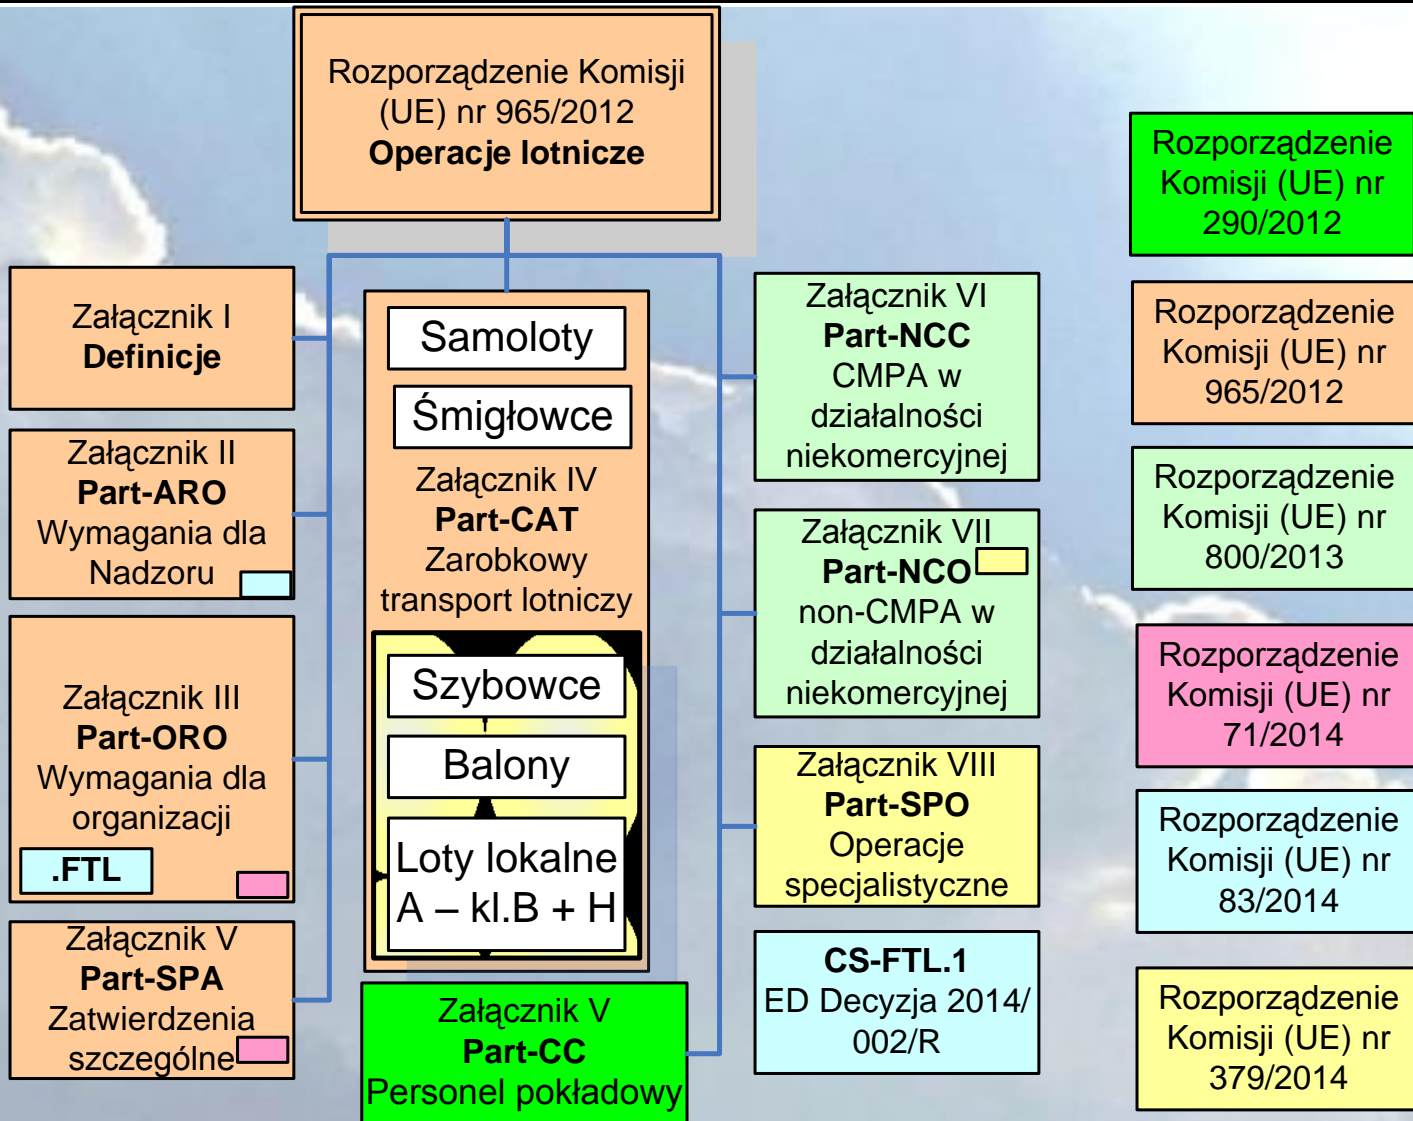 Rozporządzenie Komisji
(UE) nr 965/2012
Operacje lotnicze
Załącznik I
Definicje
Załącznik II
Part-ARO
Wymagania dla
Nadzoru
Załącznik III
Part-ORO
Wymagania dla
organizacji
.FTL
Załącznik V
Part-SPA
Zatwierdzenia
szczególne
Samoloty
Śmigłowce
Załącznik IV
Part-CAT
Zarobkowy
transport lotniczy
Szybowce
Balony
Loty lokalne
A – kl.B + H
Załącznik V
Part-CC
Personel pokładowy
Załącznik VI
Part-NCC
CMPA w
działalności
niekomercyjnej
Załącznik VII
Part-NCO
non-CMPA w
działalności
niekomercyjnej
Załącznik VIII
Part-SPO
Operacje
specjalistyczne
CS-FTL.1
ED Decyzja 2014/
002/R
Rozporządzenie
Komisji (UE) nr
290/2012
Rozporządzenie
Komisji (UE) nr
965/2012
Rozporządzenie
Komisji (UE) nr
800/2013
Rozporządzenie
Komisji (UE) nr
71/2014
Rozporządzenie
Komisji (UE) nr
83/2014
Rozporządzenie
Komisji (UE) nr
379/2014